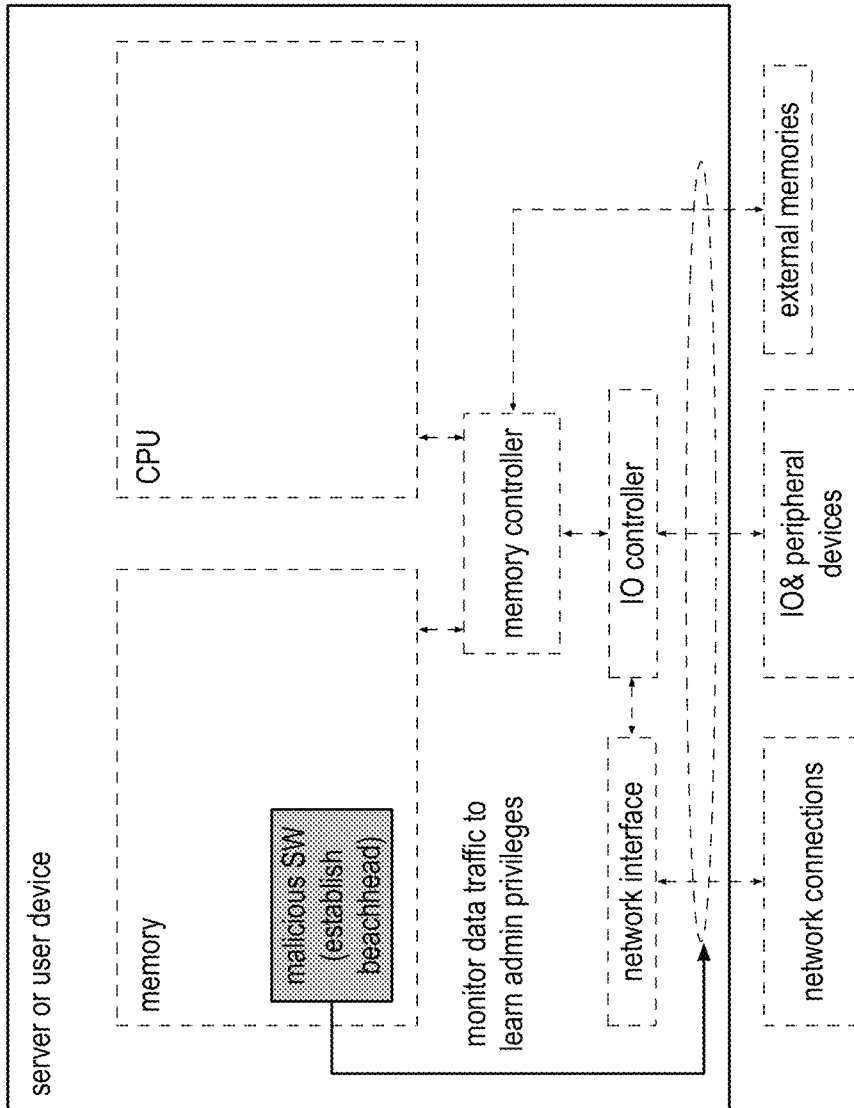 server or user device
memory
malicious SW
(establish
beachhead)
CPU
monitor data traffic to
learn admin privileges
memory controller
network interface
IO controller
network connections
IO& peripheral
devices
external memories